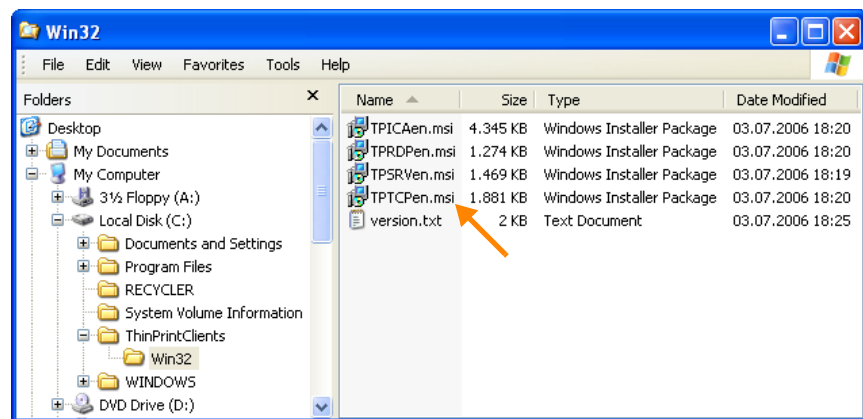 Win32
File Edit View Favorites Tools Help
Folders
Name Size Type Date Modified
Desktop
My Documents
My Computer
3½ Floppy (A:)
Local Disk (C:)
Documents and Settings
Program Files
RECYCLER
System Volume Information
ThinPrintClients
Win32
WINDOWS
DVD Drive (D:)
TPICAen.msi 4.345 KB Windows Installer Package 03.07.2006 18:20
TPRDPen.msi 1.274 KB Windows Installer Package 03.07.2006 18:20
TPSRVen.msi 1.469 KB Windows Installer Package 03.07.2006 18:19
TPTCPen.msi 1.881 KB Windows Installer Package 03.07.2006 18:20
version.txt 2 KB Text Document 03.07.2006 18:25